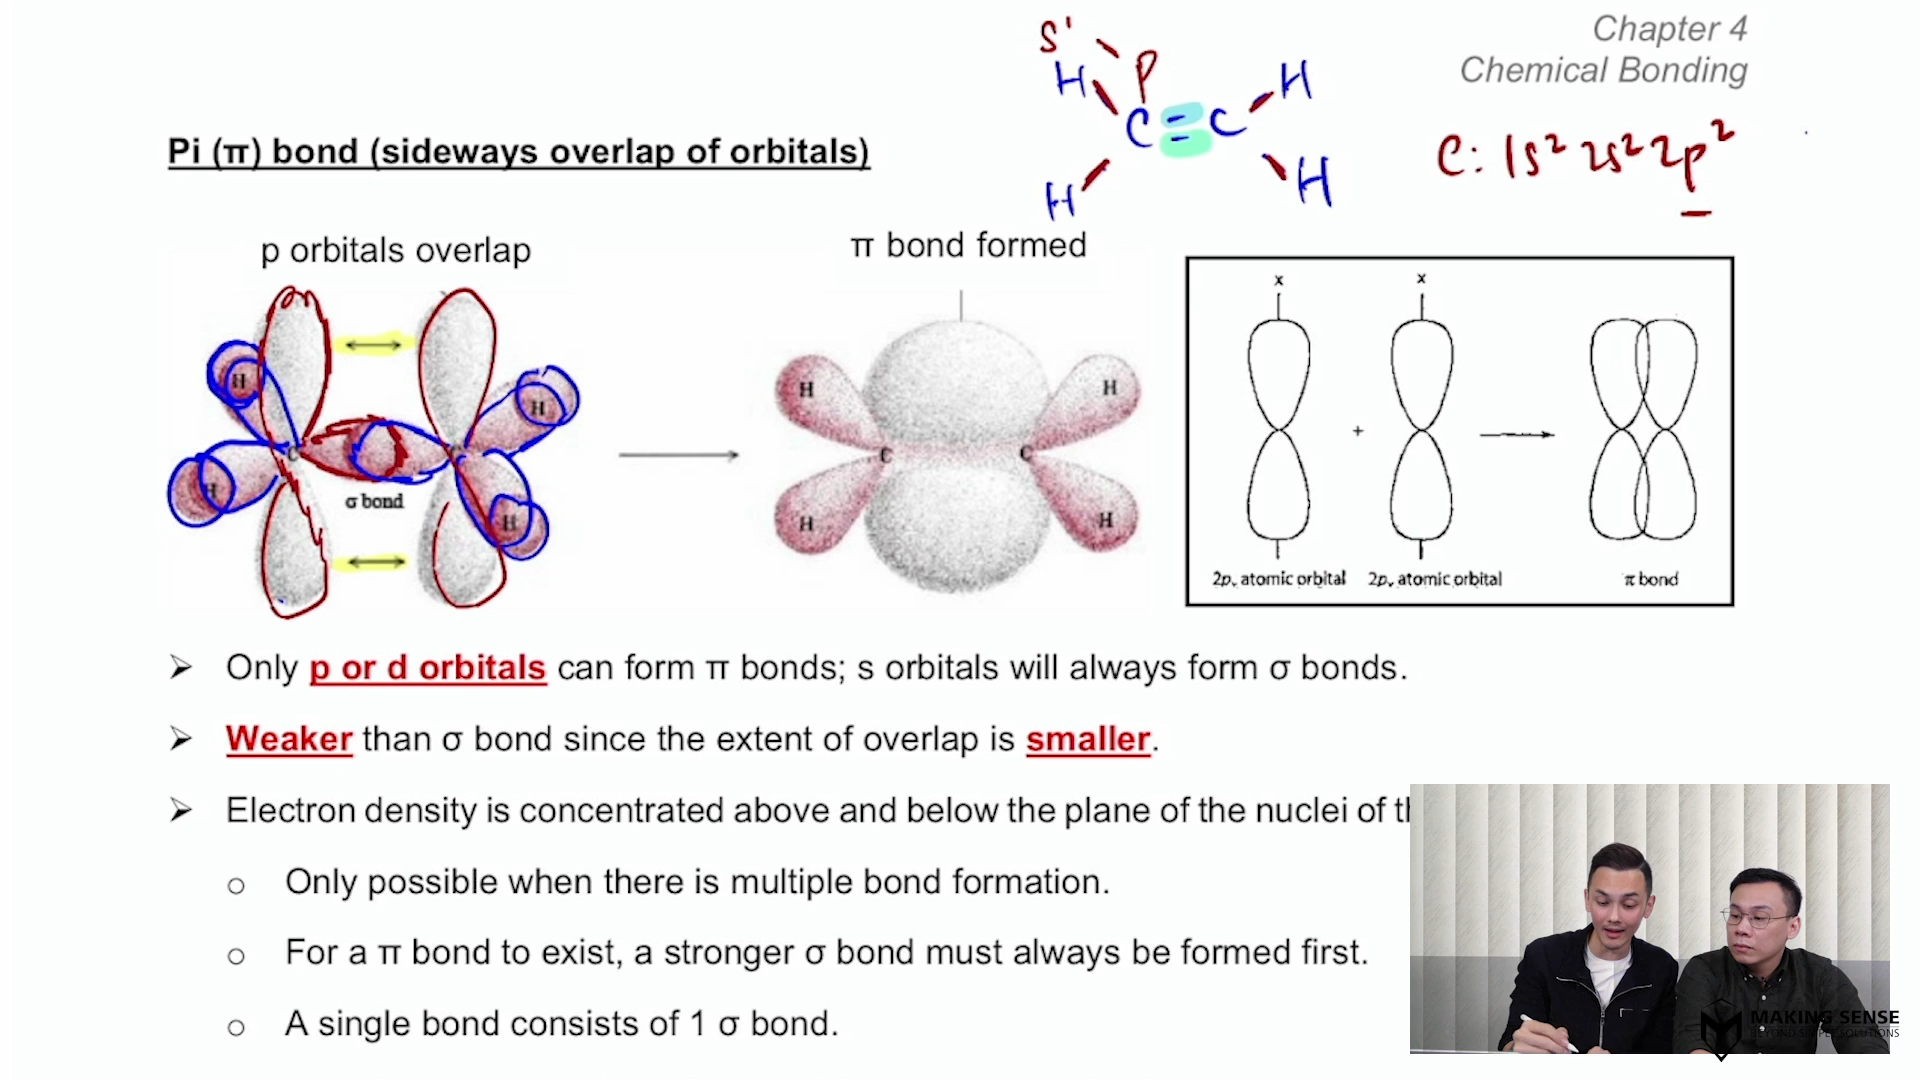 Chapter 4
Chemical Bonding
s'
H P H
C = C
H H
C: 1s² 2s² 2p²
Pi (π) bond (sideways overlap of orbitals)
p orbitals overlap
π bond formed
H
H
H
H
C
C
σ bond
H
H
H
H
C
C
x
x
+
2pₓ atomic orbital
2pₓ atomic orbital
π bond
➢ Only p or d orbitals can form π bonds; s orbitals will always form σ bonds.
➢ Weaker than σ bond since the extent of overlap is smaller.
➢ Electron density is concentrated above and below the plane of the nuclei of
o Only possible when there is multiple bond formation.
o For a π bond to exist, a stronger σ bond must always be formed first.
o A single bond consists of 1 σ bond.
MAKING SENSE
BEYOND SIMPLE SOLUTIONS